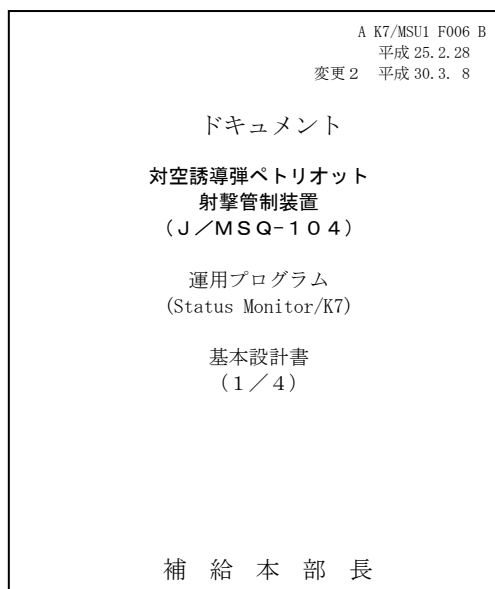 A K7/MSU1 F006 B
平成 25.2.28
変更２　平成 30.3. 8
ドキュメント
対空誘導弾ペトリオット
射撃管制装置
（Ｊ／ＭＳＱ-１０４）
運用プログラム
(Status Monitor/K7)
基本設計書
（１／４）
補　給　本　部　長